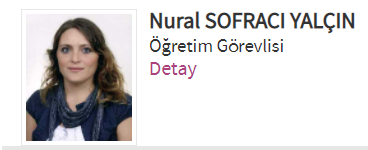 Nural SOFRACI YALÇIN
Öğretim Görevlisi
Detay